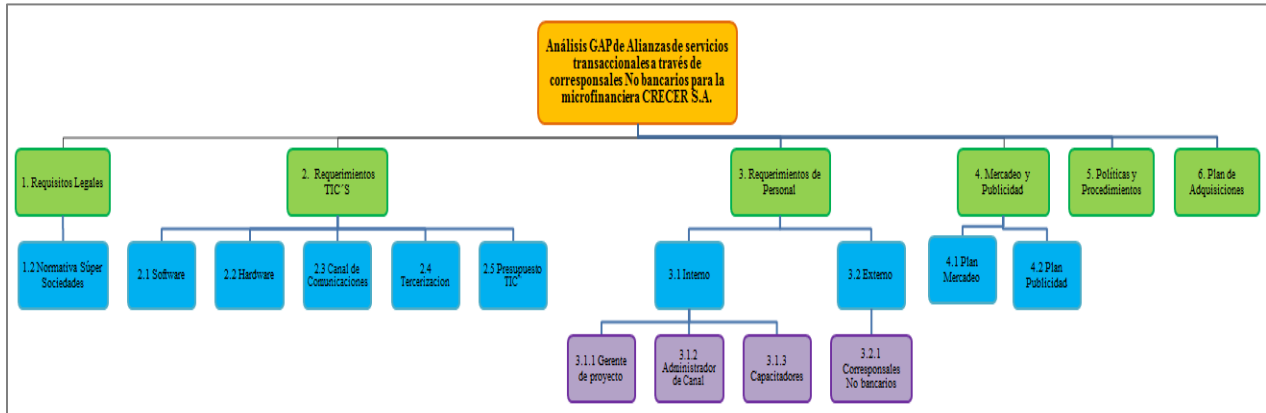 Análisis GAP de Alianzas de servicios
transaccionales a través de
corresponsales No bancarios para la
microfinanciera CRECER S.A.
1. Requisitos Legales
2. Requerimientos
TIC´S
3. Requerimientos de
Personal
4. Mercadeo y
Publicidad
5. Políticas y
Procedimientos
6. Plan de
Adquisiciones
1.2 Normativa Súper
Sociedades
2.1 Software
2.2 Hardware
2.3 Canal de
Comunicaciones
2.4
Tercerizacion
2.5 Presupuesto
TIC
3.1 Interno
3.2 Externo
4.1 Plan
Mercadeo
4.2 Plan
Publicidad
3.1.1 Gerente
de proyecto
3.1.2
Administrador
de Canal
3.1.3
Capacitadores
3.2.1
Corresponsales
No bancarios